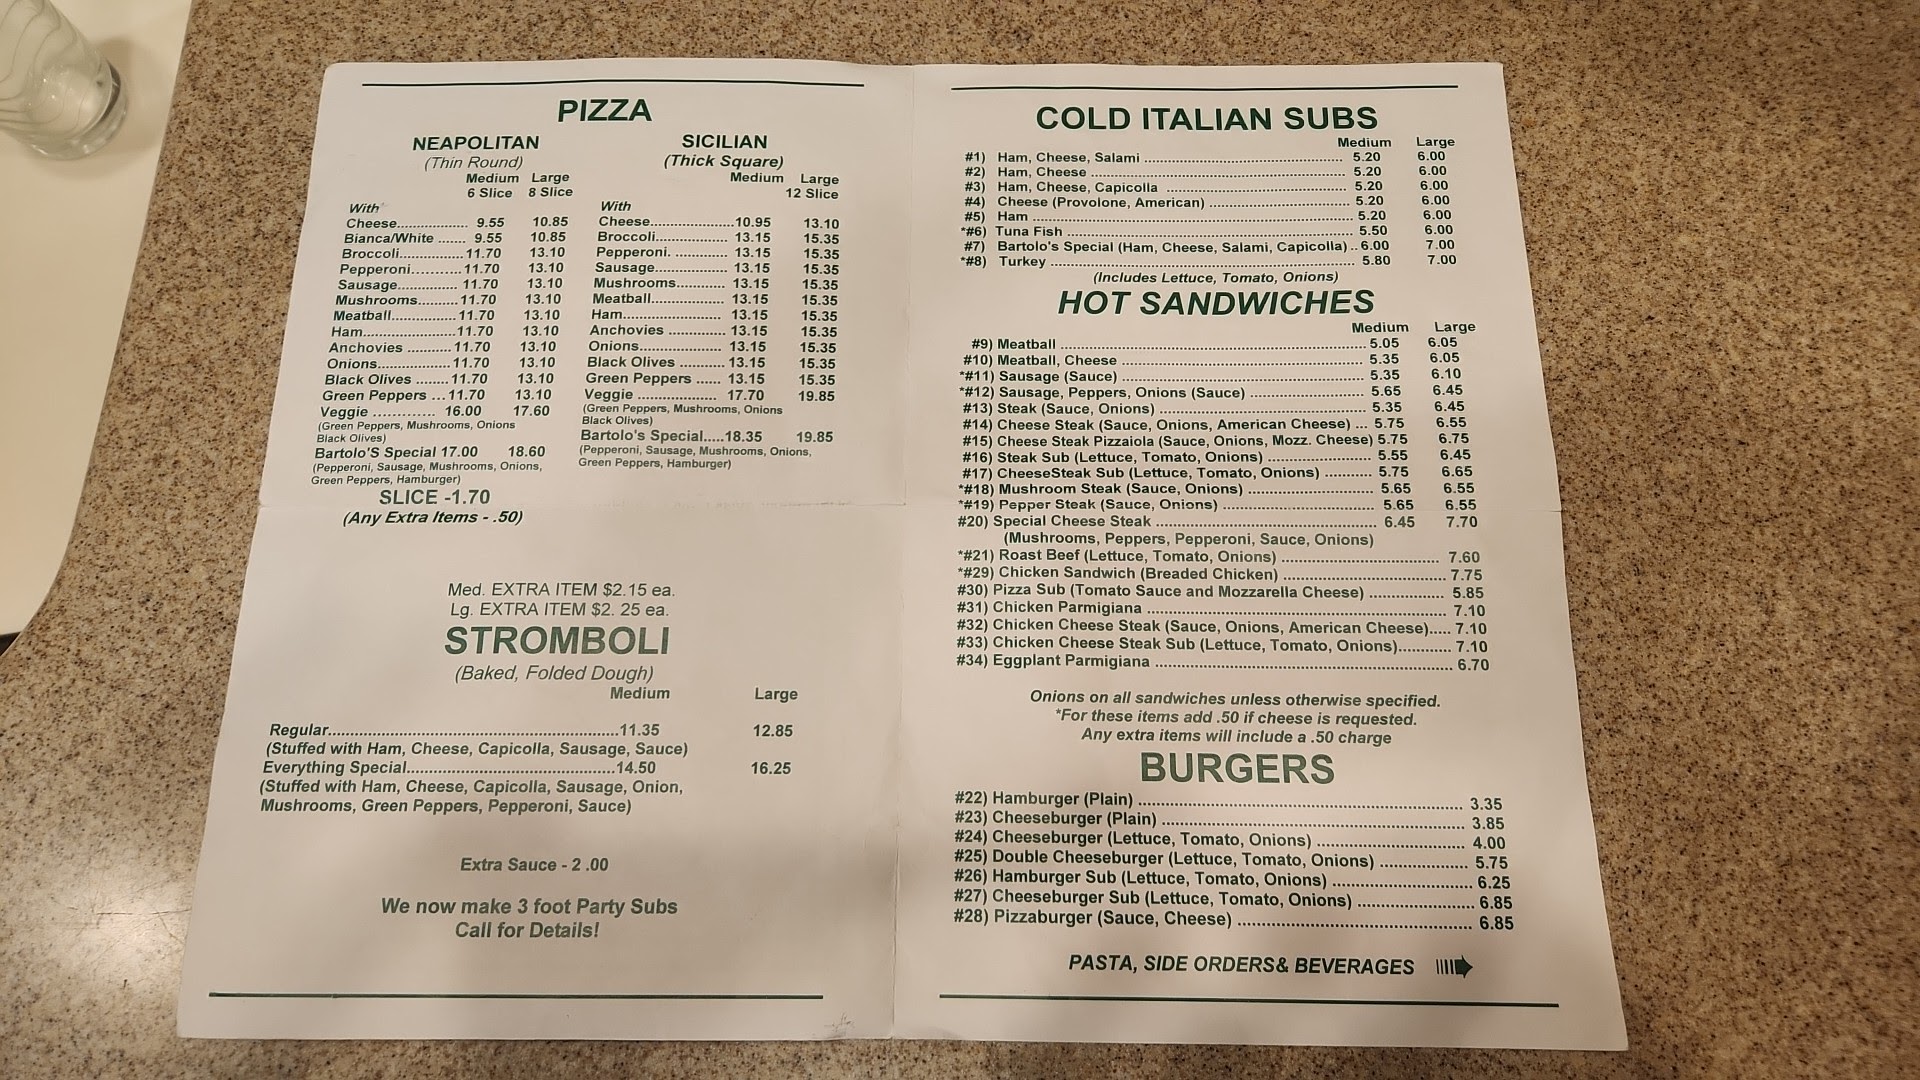 PIZZA
NEAPOLITAN
(Thin Round)
Medium Large
6 Slice 8 Slice
With
Cheese................ 9.55 10.85
Bianca/White ....... 9.55 10.85
Broccoli...............11.70 13.10
Pepperoni...........11.70 13.10
Sausage.............. 11.70 13.10
Mushrooms.........11.70 13.10
Meatball...............11.70 13.10
Ham.....................11.70 13.10
Anchovies ...........11.70 13.10
Onions.................11.70 13.10
Black Olives ........11.70 13.10
Green Peppers ...11.70 13.10
Veggie ............. 16.00 17.60
(Green Peppers, Mushrooms, Onions
Black Olives)
Bartolo'S Special 17.00 18.60
(Pepperoni, Sausage, Mushrooms, Onions,
Green Peppers, Hamburger)
SLICE -1.70
(Any Extra Items - .50)
SICILIAN
(Thick Square)
Medium Large
12 Slice
With
Cheese.....................10.95 13.10
Broccoli................... 13.15 15.35
Pepperoni. ............. 13.15 15.35
Sausage................... 13.15 15.35
Mushrooms............. 13.15 15.35
Meatball................... 13.15 15.35
Ham......................... 13.15 15.35
Anchovies .............. 13.15 15.35
Onions..................... 13.15 15.35
Black Olives ........... 13.15 15.35
Green Peppers ...... 13.15 15.35
Veggie .................... 17.70 19.85
(Green Peppers, Mushrooms, Onions
Black Olives)
Bartolo's Special.....18.35 19.85
(Pepperoni, Sausage, Mushrooms, Onions,
Green Peppers, Hamburger)
Med. EXTRA ITEM $2.15 ea.
Lg. EXTRA ITEM $2. 25 ea.
STROMBOLI
(Baked, Folded Dough)
Medium Large
Regular.......................................................11.35 12.85
(Stuffed with Ham, Cheese, Capicolla, Sausage, Sauce)
Everything Special........................................14.50 16.25
(Stuffed with Ham, Cheese, Capicolla, Sausage, Onion,
Mushrooms, Green Peppers, Pepperoni, Sauce)
Extra Sauce - 2 .00
We now make 3 foot Party Subs
Call for Details!
COLD ITALIAN SUBS
Medium Large
#1) Ham, Cheese, Salami ........................................ 5.20 6.00
#2) Ham, Cheese ................................................... 5.20 6.00
#3) Ham, Cheese, Capicolla ................................... 5.20 6.00
#4) Cheese (Provolone, American) ............................ 5.20 6.00
#5) Ham ................................................................ 5.20 6.00
*#6) Tuna Fish ........................................................ 5.50 6.00
#7) Bartolo's Special (Ham, Cheese, Salami, Capicolla) .. 6.00 7.00
*#8) Turkey ............................................................ 5.80 7.00
(Includes Lettuce, Tomato, Onions)
HOT SANDWICHES
Medium Large
#9) Meatball ............................................................ 5.05 6.05
#10) Meatball, Cheese ................................................ 5.35 6.05
*#11) Sausage (Sauce) ................................................ 5.35 6.10
*#12) Sausage, Peppers, Onions (Sauce) ...................... 5.65 6.45
#13) Steak (Sauce, Onions) ........................................ 5.35 6.45
#14) Cheese Steak (Sauce, Onions, American Cheese) ... 5.75 6.55
#15) Cheese Steak Pizzaiola (Sauce, Onions, Mozz. Cheese) 5.75 6.75
#16) Steak Sub (Lettuce, Tomato, Onions) .................... 5.55 6.45
#17) CheeseSteak Sub (Lettuce, Tomato, Onions) ......... 5.75 6.65
*#18) Mushroom Steak (Sauce, Onions) ........................ 5.65 6.55
*#19) Pepper Steak (Sauce, Onions) ............................. 5.65 6.55
#20) Special Cheese Steak .......................................... 6.45 7.70
(Mushrooms, Peppers, Pepperoni, Sauce, Onions)
*#21) Roast Beef (Lettuce, Tomato, Onions) ................................ 7.60
*#29) Chicken Sandwich (Breaded Chicken) ................................ 7.75
#30) Pizza Sub (Tomato Sauce and Mozzarella Cheese) ............... 5.85
#31) Chicken Parmigiana ......................................................... 7.10
#32) Chicken Cheese Steak (Sauce, Onions, American Cheese)..... 7.10
#33) Chicken Cheese Steak Sub (Lettuce, Tomato, Onions)........... 7.10
#34) Eggplant Parmigiana ........................................................ 6.70
Onions on all sandwiches unless otherwise specified.
*For these items add .50 if cheese is requested.
Any extra items will include a .50 charge
BURGERS
#22) Hamburger (Plain) ............................................................ 3.35
#23) Cheeseburger (Plain) ........................................................ 3.85
#24) Cheeseburger (Lettuce, Tomato, Onions) ........................... 4.00
#25) Double Cheeseburger (Lettuce, Tomato, Onions) ................ 5.75
#26) Hamburger Sub (Lettuce, Tomato, Onions) ......................... 6.25
#27) Cheeseburger Sub (Lettuce, Tomato, Onions) ..................... 6.85
#28) Pizzaburger (Sauce, Cheese) ............................................ 6.85
PASTA, SIDE ORDERS& BEVERAGES